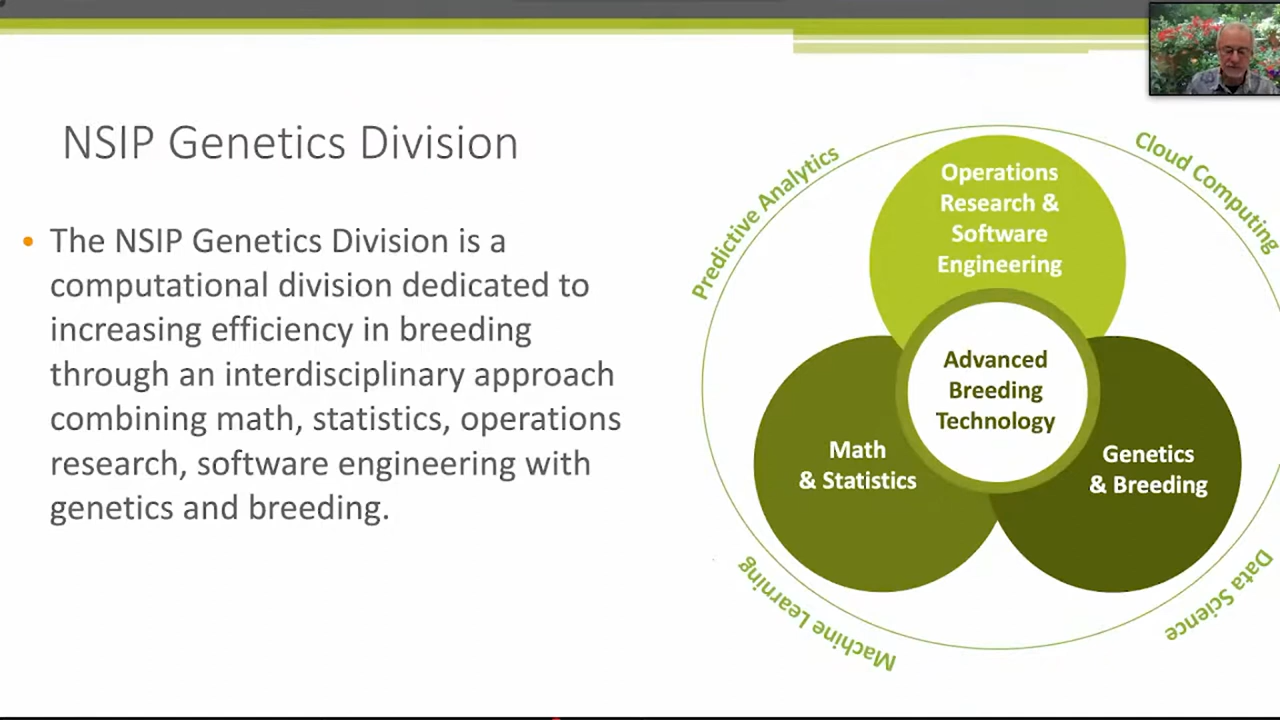 NSIP Genetics Division
• The NSIP Genetics Division is a
computational division dedicated to
increasing efficiency in breeding
through an interdisciplinary approach
combining math, statistics, operations
research, software engineering with
genetics and breeding.
Predictive Analytics
Cloud Computing
Operations
Research &
Software
Engineering
Advanced
Breeding
Technology
Math
& Statistics
Genetics
& Breeding
Machine Learning
Data Science